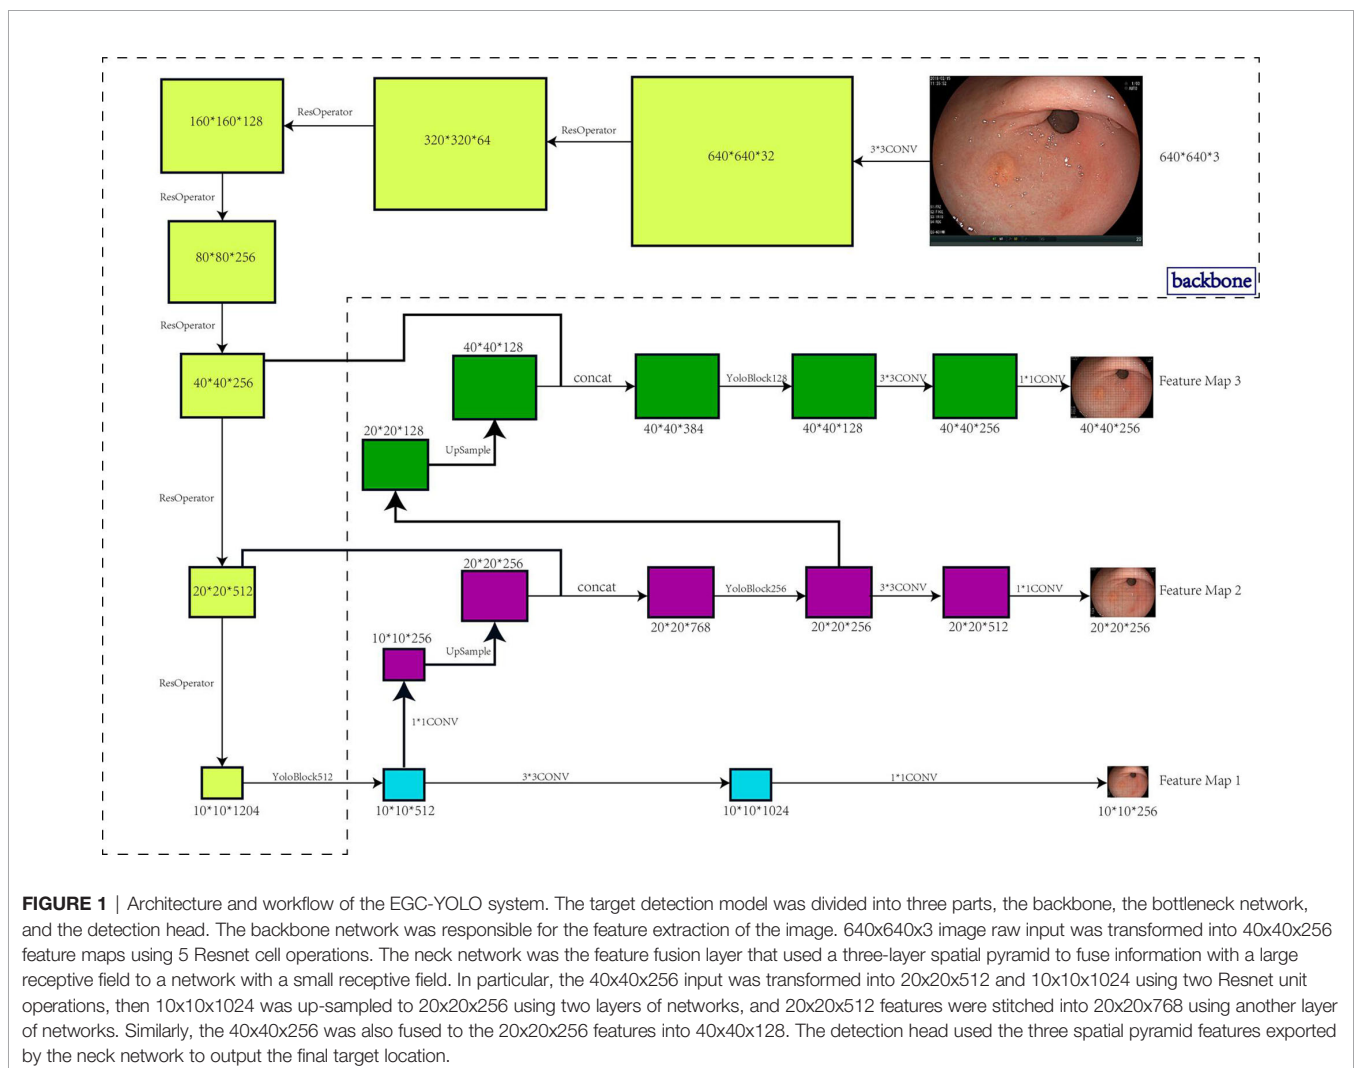 160*160*128
ResOperator
320*320*64
ResOperator
640*640*32
3*3CONV
640*640*3
ResOperator
80*80*256
backbone
ResOperator
40*40*256
40*40*128
concat
YoloBlock128
3*3CONV
1*1CONV
Feature Map 3
40*40*384
40*40*128
40*40*256
40*40*256
20*20*128
UpSample
ResOperator
20*20*512
20*20*256
concat
YoloBlock256
3*3CONV
1*1CONV
Feature Map 2
20*20*768
20*20*256
20*20*512
20*20*256
10*10*256
UpSample
ResOperator
1*1CONV
YoloBlock512
3*3CONV
1*1CONV
Feature Map 1
10*10*1204
10*10*512
10*10*1024
10*10*256
FIGURE 1 | Architecture and workflow of the EGC-YOLO system. The target detection model was divided into three parts, the backbone, the bottleneck network,
and the detection head. The backbone network was responsible for the feature extraction of the image. 640x640x3 image raw input was transformed into 40x40x256
feature maps using 5 Resnet cell operations. The neck network was the feature fusion layer that used a three-layer spatial pyramid to fuse information with a large
receptive field to a network with a small receptive field. In particular, the 40x40x256 input was transformed into 20x20x512 and 10x10x1024 using two Resnet unit
operations, then 10x10x1024 was up-sampled to 20x20x256 using two layers of networks, and 20x20x512 features were stitched into 20x20x768 using another layer
of networks. Similarly, the 40x40x256 was also fused to the 20x20x256 features into 40x40x128. The detection head used the three spatial pyramid features exported
by the neck network to output the final target location.